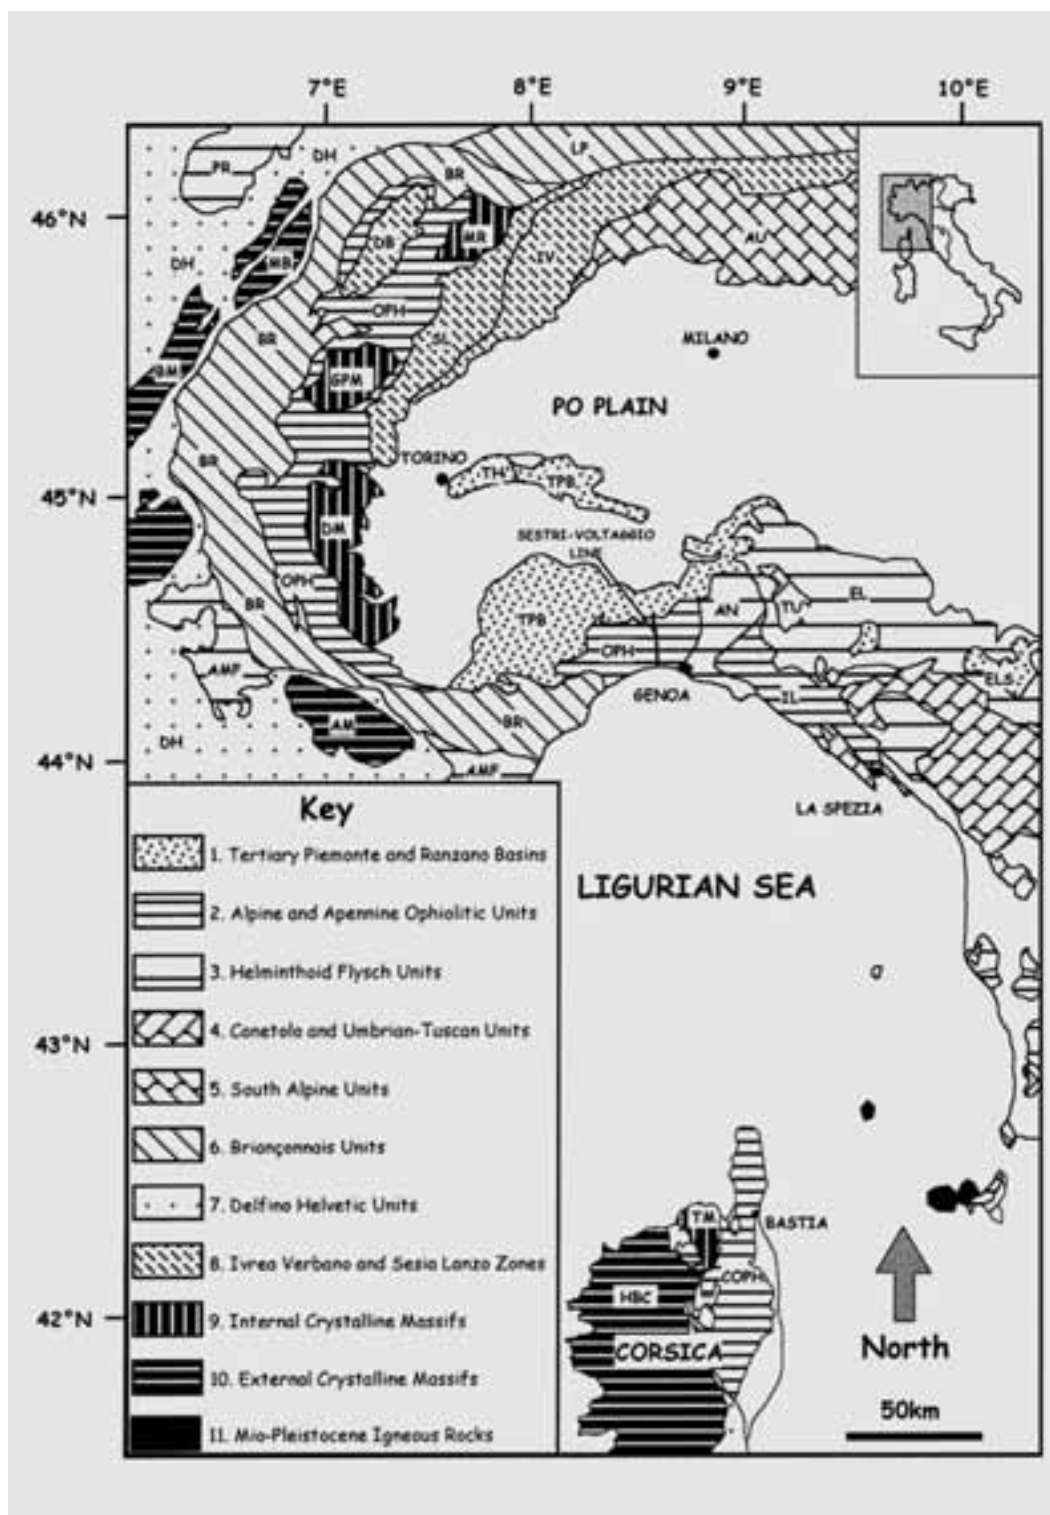 7°E 8°E 9°E 10°E
46°N
45°N
44°N
43°N
42°N
PR
DH
BR
LP
MR
DB
MB
DH
IV
AU
OPH
SL
BR
GPM
BM
MILANO
PO PLAIN
BR
TORINO
TH
TPB
DM
SESTRI-VOLTAGGIO
LINE
OPH
BR
TPB
AN
TU
EL
OPH
AMF
GENOA
IL
ELS
AM
BR
DH
AMF
LA SPEZIA
LIGURIAN SEA
Key
1. Tertiary Piemonte and Ranzano Basins
2. Alpine and Apennine Ophiolitic Units
3. Helminthoid Flysch Units
4. Canetolo and Umbrian-Tuscan Units
5. South Alpine Units
6. Briançonnais Units
7. Delfino Helvetic Units
8. Ivrea Verbano and Sesia Lanzo Zones
9. Internal Crystalline Massifs
10. External Crystalline Massifs
11. Mio-Pleistocene Igneous Rocks
TM
BASTIA
COPH
HBC
CORSICA
North
50km